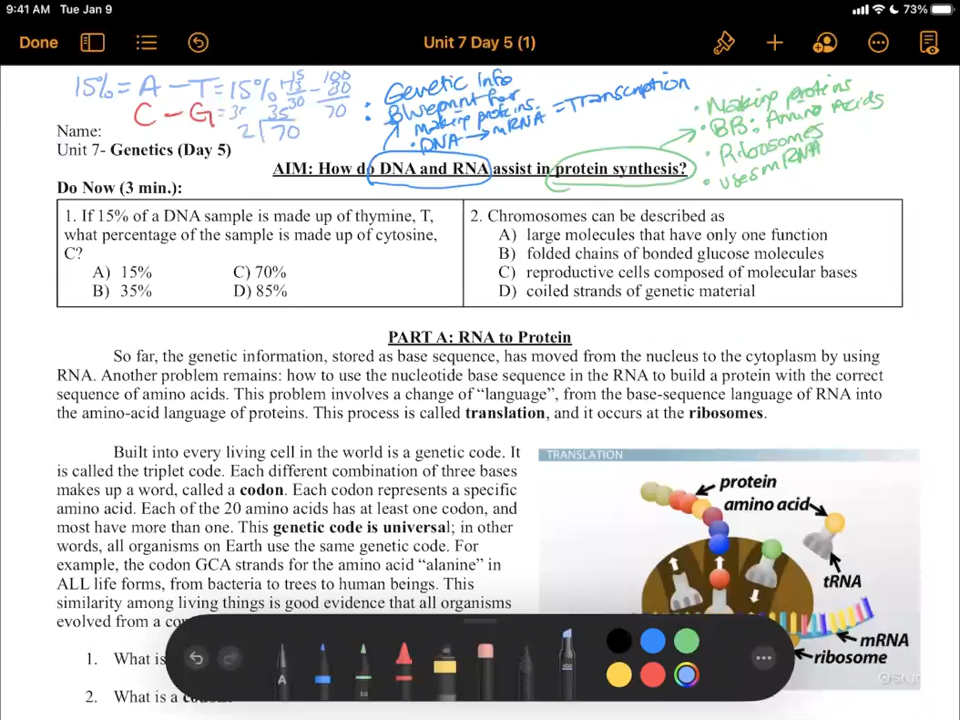 9:41 AM Tue Jan 9
73%
Done
Unit 7 Day 5 (1)
15% = A - T = 15%
15
+15
30
100
-30
70
C - G = 35
35
2 70
• Genetic Info
• Blueprint for
making proteins
• DNA → mRNA = Transcription
• Making proteins
• BB: Amino Acids
• Ribosomes
• uses mRNA
Name:
Unit 7- Genetics (Day 5)
AIM: How do DNA and RNA assist in protein synthesis?
Do Now (3 min.):
1. If 15% of a DNA sample is made up of thymine, T,
what percentage of the sample is made up of cytosine,
C?
A) 15% C) 70%
B) 35% D) 85%
2. Chromosomes can be described as
A) large molecules that have only one function
B) folded chains of bonded glucose molecules
C) reproductive cells composed of molecular bases
D) coiled strands of genetic material
PART A: RNA to Protein
So far, the genetic information, stored as base sequence, has moved from the nucleus to the cytoplasm by using
RNA. Another problem remains: how to use the nucleotide base sequence in the RNA to build a protein with the correct
sequence of amino acids. This problem involves a change of “language”, from the base-sequence language of RNA into
the amino-acid language of proteins. This process is called translation, and it occurs at the ribosomes.
Built into every living cell in the world is a genetic code. It
is called the triplet code. Each different combination of three bases
makes up a word, called a codon. Each codon represents a specific
amino acid. Each of the 20 amino acids has at least one codon, and
most have more than one. This genetic code is universal; in other
words, all organisms on Earth use the same genetic code. For
example, the codon GCA strands for the amino acid “alanine” in
ALL life forms, from bacteria to trees to human beings. This
similarity among living things is good evidence that all organisms
evolved from a
TRANSLATION
protein
amino acid
tRNA
mRNA
ribosome
1. What is
2. What is a
A
50